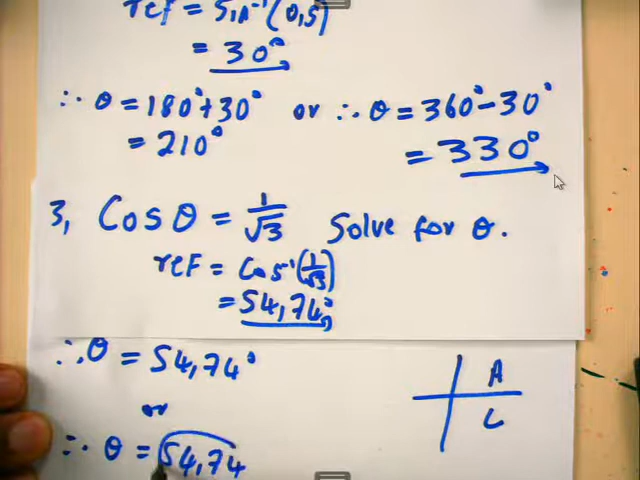 ref = Sin⁻¹(0,5)
= 30°
∴ θ = 180° + 30° or ∴ θ = 360° - 30°
= 210° = 330°
3, Cos θ = 1/√3 Solve for θ.
ref = Cos⁻¹(1/√3)
= 54,74°
∴ θ = 54,74° A
or C
∴ θ = 54,74